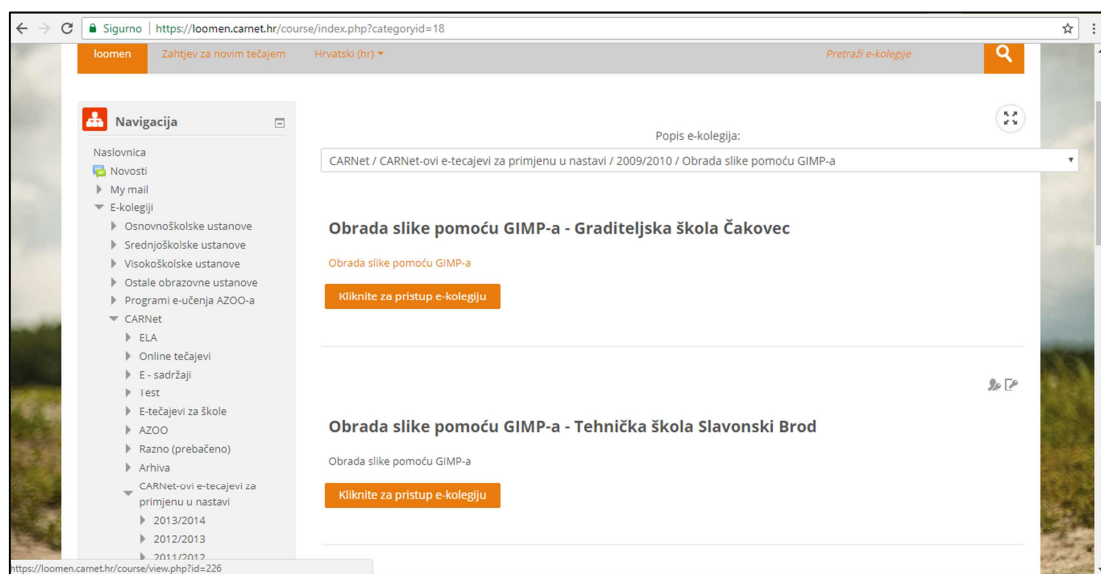 Sigurno | https://loomen.carnet.hr/course/index.php?categoryid=18
loomen Zahtjev za novim tečajem Hrvatski (hr) Pretraži e-kolegije
Navigacija
Naslovnica
Novosti
My mail
E-kolegiji
Osnovnoškolske ustanove
Srednjoškolske ustanove
Visokoškolske ustanove
Ostale obrazovne ustanove
Programi e-učenja AZOO-a
CARNet
ELA
Online tečajevi
E - sadržaji
Test
E-tečajevi za škole
AZOO
Razno (prebačeno)
Arhiva
CARNet-ovi e-tecajevi za
primjenu u nastavi
2013/2014
2012/2013
2011/2012
Popis e-kolegija:
CARNet / CARNet-ovi e-tecajevi za primjenu u nastavi / 2009/2010 / Obrada slike pomoću GIMP-a
Obrada slike pomoću GIMP-a - Graditeljska škola Čakovec
Obrada slike pomoću GIMP-a
Kliknite za pristup e-kolegiju
Obrada slike pomoću GIMP-a - Tehnička škola Slavonski Brod
Obrada slike pomoću GIMP-a
Kliknite za pristup e-kolegiju
https://loomen.carnet.hr/course/view.php?id=226